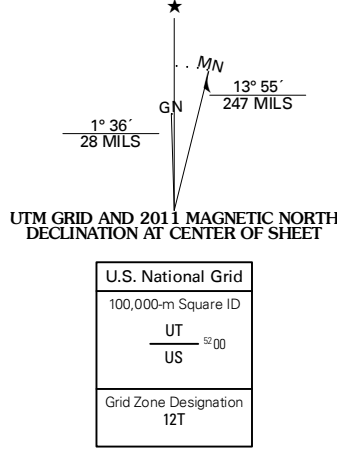 ★
MN
GN
13° 55´
247 MILS
1° 36´
28 MILS
UTM GRID AND 2011 MAGNETIC NORTH
DECLINATION AT CENTER OF SHEET
U.S. National Grid
100,000-m Square ID
UT
5200
US
Grid Zone Designation
12T